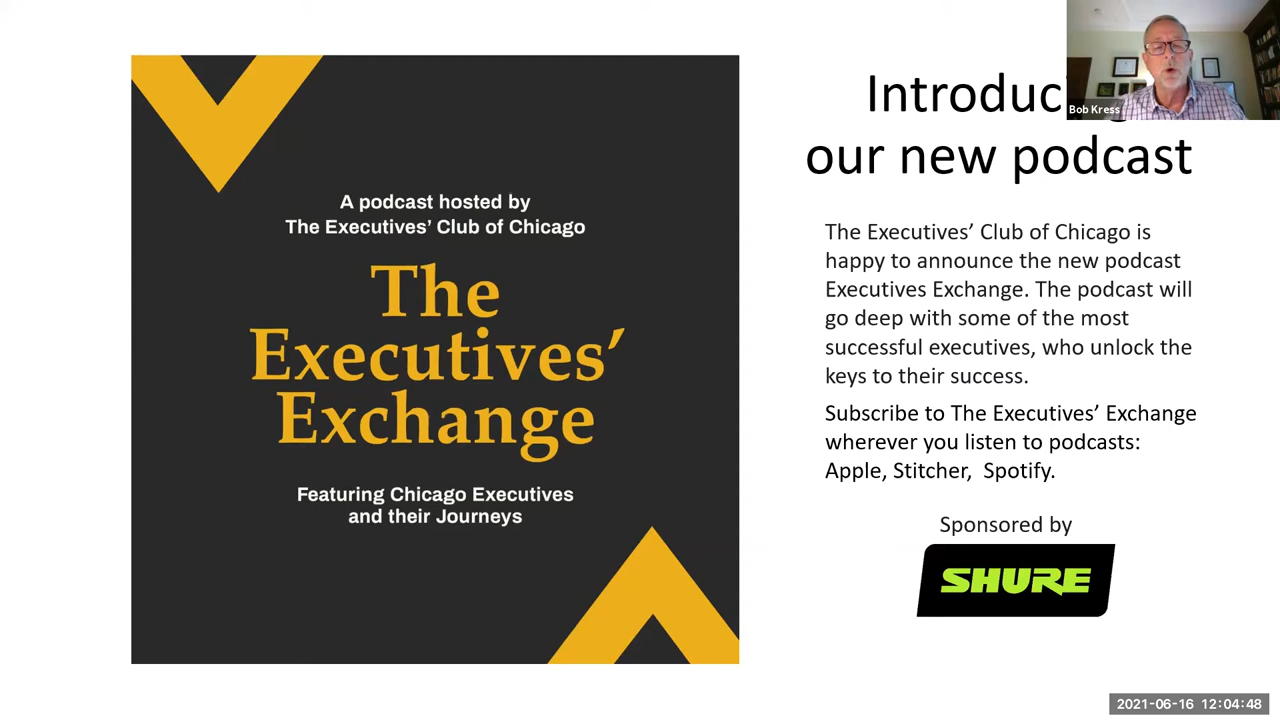 A podcast hosted by
The Executives’ Club of Chicago
The
Executives’
Exchange
Featuring Chicago Executives
and their Journeys
our new podcast
The Executives’ Club of Chicago is
happy to announce the new podcast
Executives Exchange. The podcast will
go deep with some of the most
successful executives, who unlock the
keys to their success.
Subscribe to The Executives’ Exchange
wherever you listen to podcasts:
Apple, Stitcher,  Spotify.
Sponsored by
SHURE
Bob Kress
2021-06-16 12:04:48